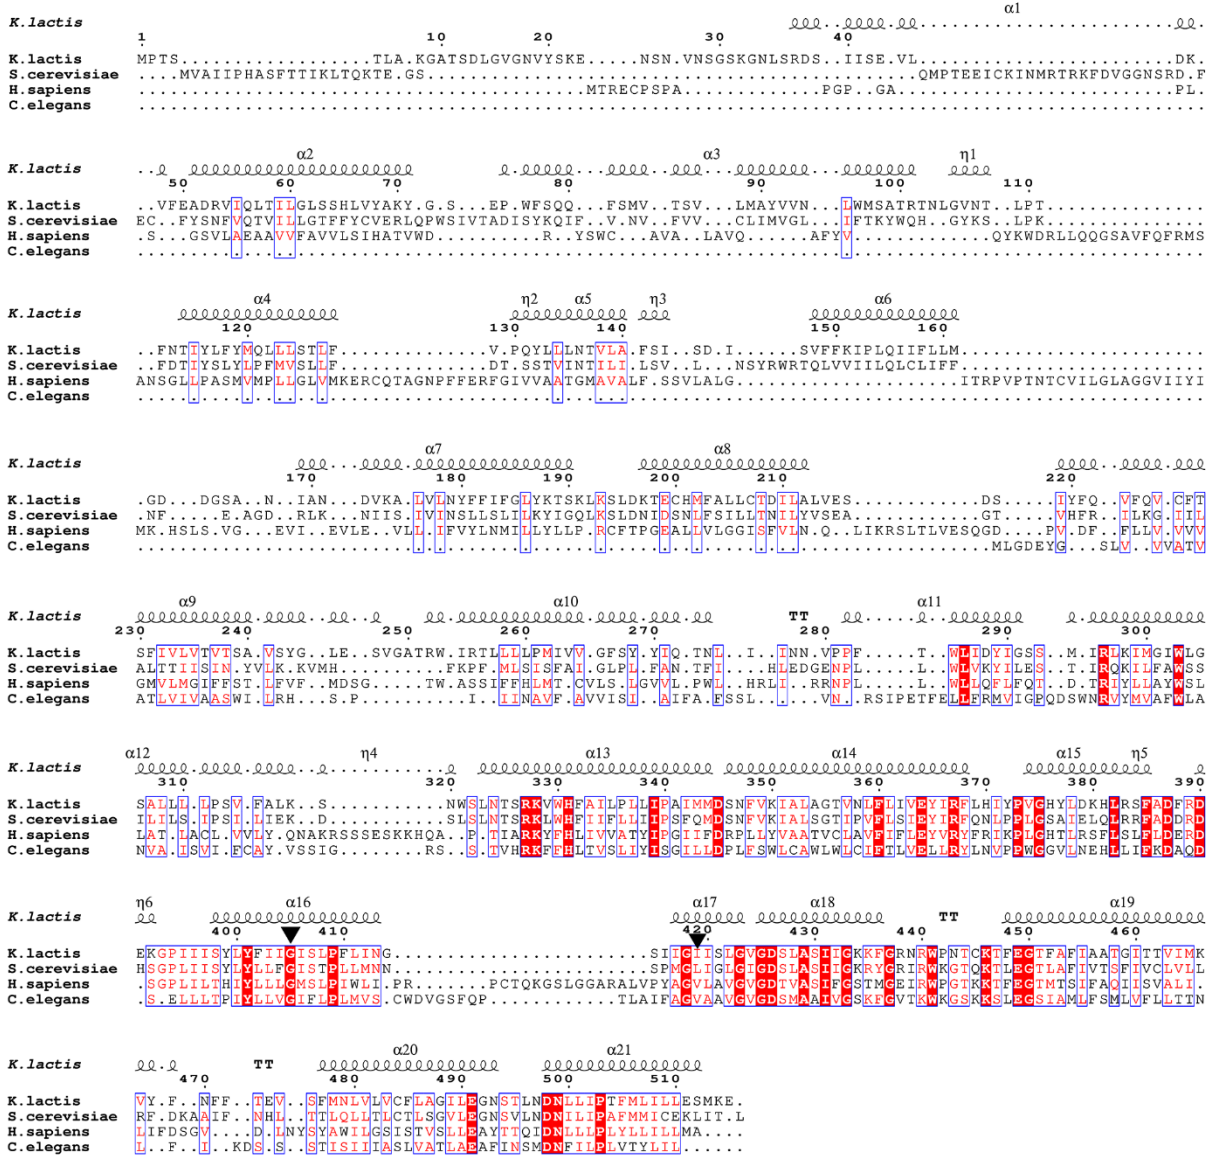 α1
K.lactis
1 10 20 30 40
K.lactis MPTS...................TLA.KGATSDLGVGNVYSKE....NSN.VNSGSKGNLSRDS..IISE.VL.........................DK.
S.cerevisiae ....MVAIIPHASFTTIKLTQKTE.GS..............................................QMPTEEICKINMRTRKFDVGGNSRD.F
H.sapiens ..........................................MTRECPSPA..............PGP..GA...........................PL.
C.elegans
α2 α3 η1
K.lactis
50 60 70 80 90 100 110
K.lactis ..VFEADRVIQLTILGLSSHLVYAKY.G.S...EP.WFSQQ...FSMV..TSV...LMAYVVN...LWMSATRTNLGVNT.LPT.
S.cerevisiae EC..FYSNFVQTVILLGTFFYCVERLQPWSIVTADISYKQIF..V.NV..FVV...CLIMVGL...IFTKYWQH.GYKS.LPK.
H.sapiens .S...GSVLAEAAVVFAVVLSIHATVWD........R..YSWC...AVA..LAVQ......AFYV............QYKWDRLLQQGSAVFQFRMS
C.elegans
α4 η2 α5 η3 α6
K.lactis
120 130 140 150 160
K.lactis ..FNTIYLFYMQLLLSTLF..............V.PQYLLLNTVLA.FSI..SD.I......SVFFKIPLQIIFLLM
S.cerevisiae ..FDTIYSLYLPFMVSLLF..............DT.SSTVINTILI.LSV..L...NSYRWRTQLVVIILQLCLIFF
H.sapiens ANSGLLPASMVMPLLGLVMKERCQTAGNPFFERFGIVVAATGMAVALF.SSVLALG....................ITRPVPTNTCVILGLAGGVIIYI
C.elegans
α7 α8
K.lactis
170 180 190 200 210 220
K.lactis .GD...DGSA..N..IAN...DVKA.LVLNYFFIFGLYKTSKLKSLDKTECHMFALLCTDILALVES............DS...IYFQ..VFQV.CFT
S.cerevisiae .NF....E.AGD..RLK...NIIS.IVINSLLSLILKYIGQLKSLDNIDSNLFSILLTNILYVSEA............GT....VHFR..ILKG.IIL
H.sapiens MK.HSLS.VG...EVI..EVLE..VLL.IFVYLNMILLYLLP.RCFTPGEALLVLGGISFVLN.Q..LIKRSLTLVESQGD..PV.DF..FLLV.VVV
C.elegans MLGDEYG...SLV..VVATV
α9 α10 TT α11
K.lactis
230 240 250 260 270 280 290 300
K.lactis SFIVLVTVTSA.VSYG..LE..SVGATRW.IRTLLLLPMIVV.GFSY.YIQ.TNL..I.INN.VPPF...T...WLIDYIGSS..M.IRLKIMGIWLG
S.cerevisiae ALTTIISIN.YVLK.KVMH.........FKPF.MLSISFAI.GLPL.FAN.TFI...HLEDGENPL...L..WLVKYILES..T.IRQKILFAWSS
H.sapiens GMVLMGIFFST.LFVF..MDSG.....TW.ASSIFFHLMT.CVLS.LGVVL.PWL.HRLI..RRNPL...L..WLLQFLFQT..D.TRIYLLAYWSL
C.elegans ATLVIVAASWI.LRH...S.P.........I...IINAVF.AVVISI.AIFA.FSSL...VN..RSIPETFELLFRMVIGPQDSWNRVYMVAFWLA
α12 η4 α13 α14 α15 η5
K.lactis
310 320 330 340 350 360 370 380 390
K.lactis SALLL.LPSV.FALK..S...........NWSLNTSRKVWHFAILPLLIPAIMMDSNFVKIALAGTVNLFLIVEYIRFLHIYPVGHYLDKHLRSFADFRD
S.cerevisiae ILILS.IPSI.LIEK..D............SLSLNTSRKLWHFIIFLLIIPSFQMDSNFVKIALSGTIPVFLSIEYIRFQNLPPLGSAIELQLRRFADDRD
H.sapiens LAT.LACL.VVLY.QNAKRSSSESKKHQA..P.TIARKYFHLIVVATYIPGIIFDRPLLYVAATVCLAVFIFLEYVRYFRIKPLGHTLRSFLSLFLDERD
C.elegans NVA.ISVI.FCAY.VSSIG.........RS..S.TVHRKFFHLTVSLIYISGILLDPLFSWLCAWLWLCIFTLVELLRYLNVPPWGGVLNEHLLIFKDAQD
η6 α16 α17 α18 TT α19
K.lactis
400 410 420 430 440 450 460
K.lactis EKGPIIISYLYFIIGISLPFLING.......................SIIGIISLGVGDSLASIIGKKFGRNRWPNTCKTFEGTFAFIAATGITTVIMK
S.cerevisiae HSGPLIISYLYLLFGISTPLLMNN.......................SPMGLIGLGIGDSLASIIGKRYGRIRWKGTQKTLEGTLAFIVTSFIVCLVLL
H.sapiens .SGPLILTHIYLLLGMSLPIWLI.PR......PCTQKGSLGGARALVPYAGVLAVGVGDTVASIFGSTMGEIRWPGTKKTFEGTMTSIFAQIISVALI.
C.elegans .S.ELLLTPIYLLVGIFLPLMVS.CWDVGSFQP..........TLAIFAGVAAVGVGDSMAAIVGSKFGVTKWKGSKKSLEGSIAMLFSMLVFLLTTN
TT α20 α21
K.lactis
470 480 490 500 510
K.lactis VY.F..NFF..TEV..SFMNLVLVCFLAGILEGNSTLNDNLLIPTFMLILLESMKE.
S.cerevisiae RF.DKAAIF..NHL..TTLQLLTLCTLSGVLEGNSVLNDNILIPAFMMICEKLIT.L
H.sapiens LIFDSGV...D.LNYSYAWILGSISTVSLLEAYTTQIDNLLLPLYLLILLMA....
C.elegans L..F..I..KDS.S..STISIIIASLVATLAEAFINSMDNFILPLVTYLIL......